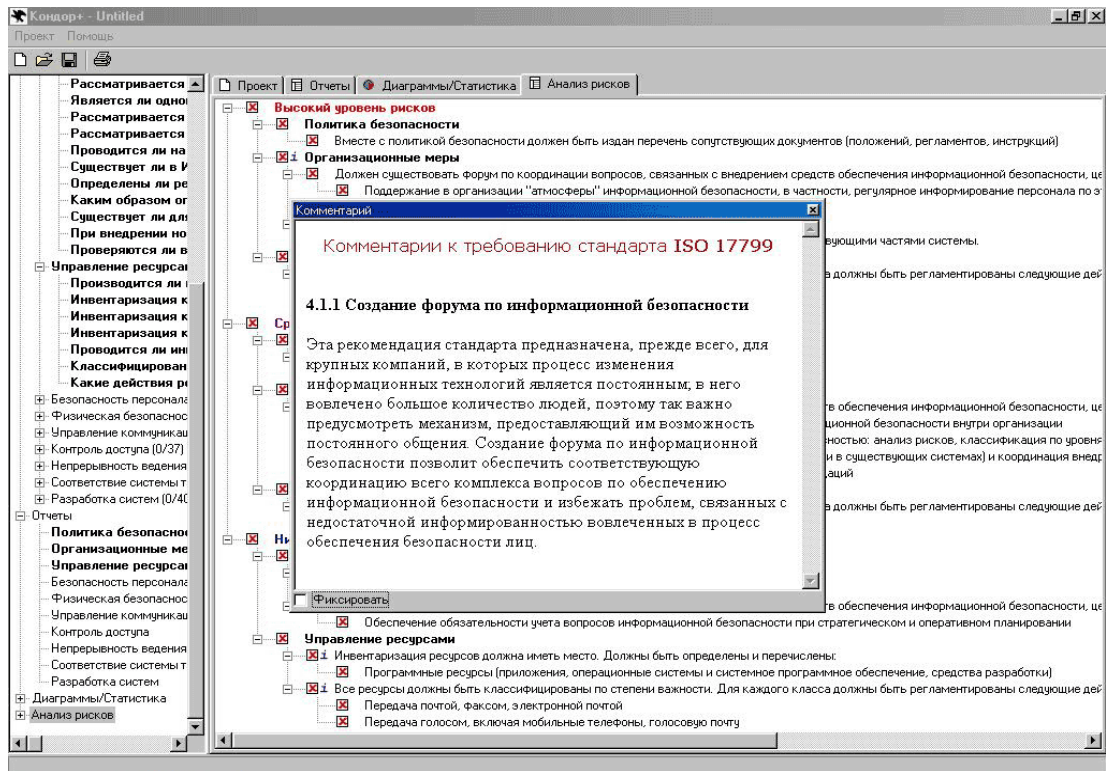 Кондор+ - Untitled
Проект Помощь
Рассматривается
Является ли одно
Рассматривается
Рассматривается
Проводится ли на
Существует ли в И
Определены ли ре
Каким образом ог
Существует ли для
При внедрении но
Проверяются ли в
Управление ресурса
Производится ли
Инвентаризация к
Инвентаризация к
Инвентаризация к
Проводится ли ин
Классифицирован
Какие действия ре
Безопасность персонала
Физическая безопаснос
Управление коммуникац
Контроль доступа (0/37)
Непрерывность ведения
Соответствие системы т
Разработка систем (0/40
Отчеты
Политика безопаснос
Организационные ме
Управление ресурса
Безопасность персонала
Физическая безопаснос
Управление коммуникац
Контроль доступа
Непрерывность ведения
Соответствие системы т
Разработка систем
Диаграммы/Статистика
Анализ рисков
Проект Отчеты Диаграммы/Статистика Анализ рисков
Высокий уровень рисков
Политика безопасности
Вместе с политикой безопасности должен быть издан перечень сопутствующих документов (положений, регламентов, инструкций)
Организационные меры
Должен существовать форум по координации вопросов, связанных с внедрением средств обеспечения информационной безопасности, це
Поддержание в организации "атмосферы" информационной безопасности, в частности, регулярное информирование персонала по э
вующими частями системы.
а должны быть регламентированы следующие дей
Ср
тв обеспечения информационной безопасности, це
ционной безопасности внутри организации
ностью: анализ рисков, классификация по уровня
и в существующих системах) и координация внедр
аций
а должны быть регламентированы следующие дей
Ни
тв обеспечения информационной безопасности, це
Обеспечение обязательности учета вопросов информационной безопасности при стратегическом и оперативном планировании
Управление ресурсами
Инвентаризация ресурсов должна иметь место. Должны быть определены и перечислены:
Программные ресурсы (приложения, операционные системы и системное программное обеспечение, средства разработки)
Все ресурсы должны быть классифицированы по степени важности. Для каждого класса должны быть регламентированы следующие дей
Передача почтой, факсом, электронной почтой
Передача голосом, включая мобильные телефоны, голосовую почту
Комментарий
Комментарии к требованию стандарта ISO 17799
4.1.1 Создание форума по информационной безопасности
Эта рекомендация стандарта предназначена, прежде всего, для
крупных компаний, в которых процесс изменения
информационных технологий является постоянным; в него
вовлечено большое количество людей, поэтому так важно
предусмотреть механизм, предоставляющий им возможность
постоянного общения. Создание форума по информационной
безопасности позволит обеспечить соответствующую
координацию всего комплекса вопросов по обеспечению
информационной безопасности и избежать проблем, связанных с
недостаточной информированностью вовлеченных в процесс
обеспечения безопасности лиц.
Фиксировать